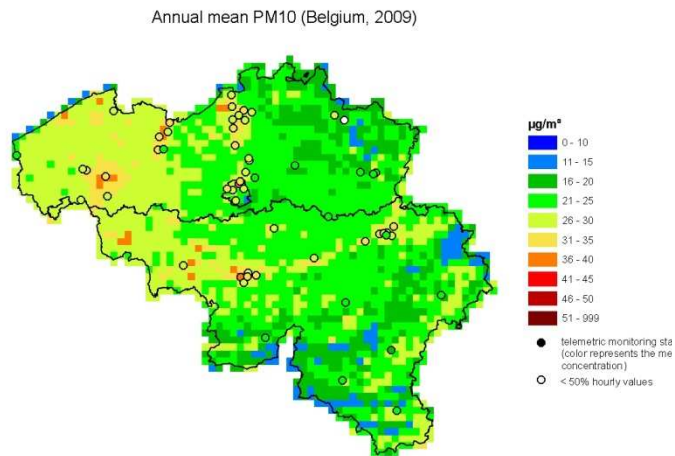 Annual mean PM10 (Belgium, 2009)
µg/m³
0 - 10
11 - 15
16 - 20
21 - 25
26 - 30
31 - 35
36 - 40
41 - 45
46 - 50
51 - 999
telemetric monitoring sta
(color represents the me
concentration)
< 50% hourly values